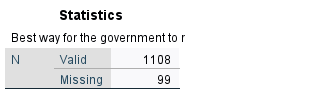 Statistics
Best way for the government to r
N Valid 1108
Missing 99